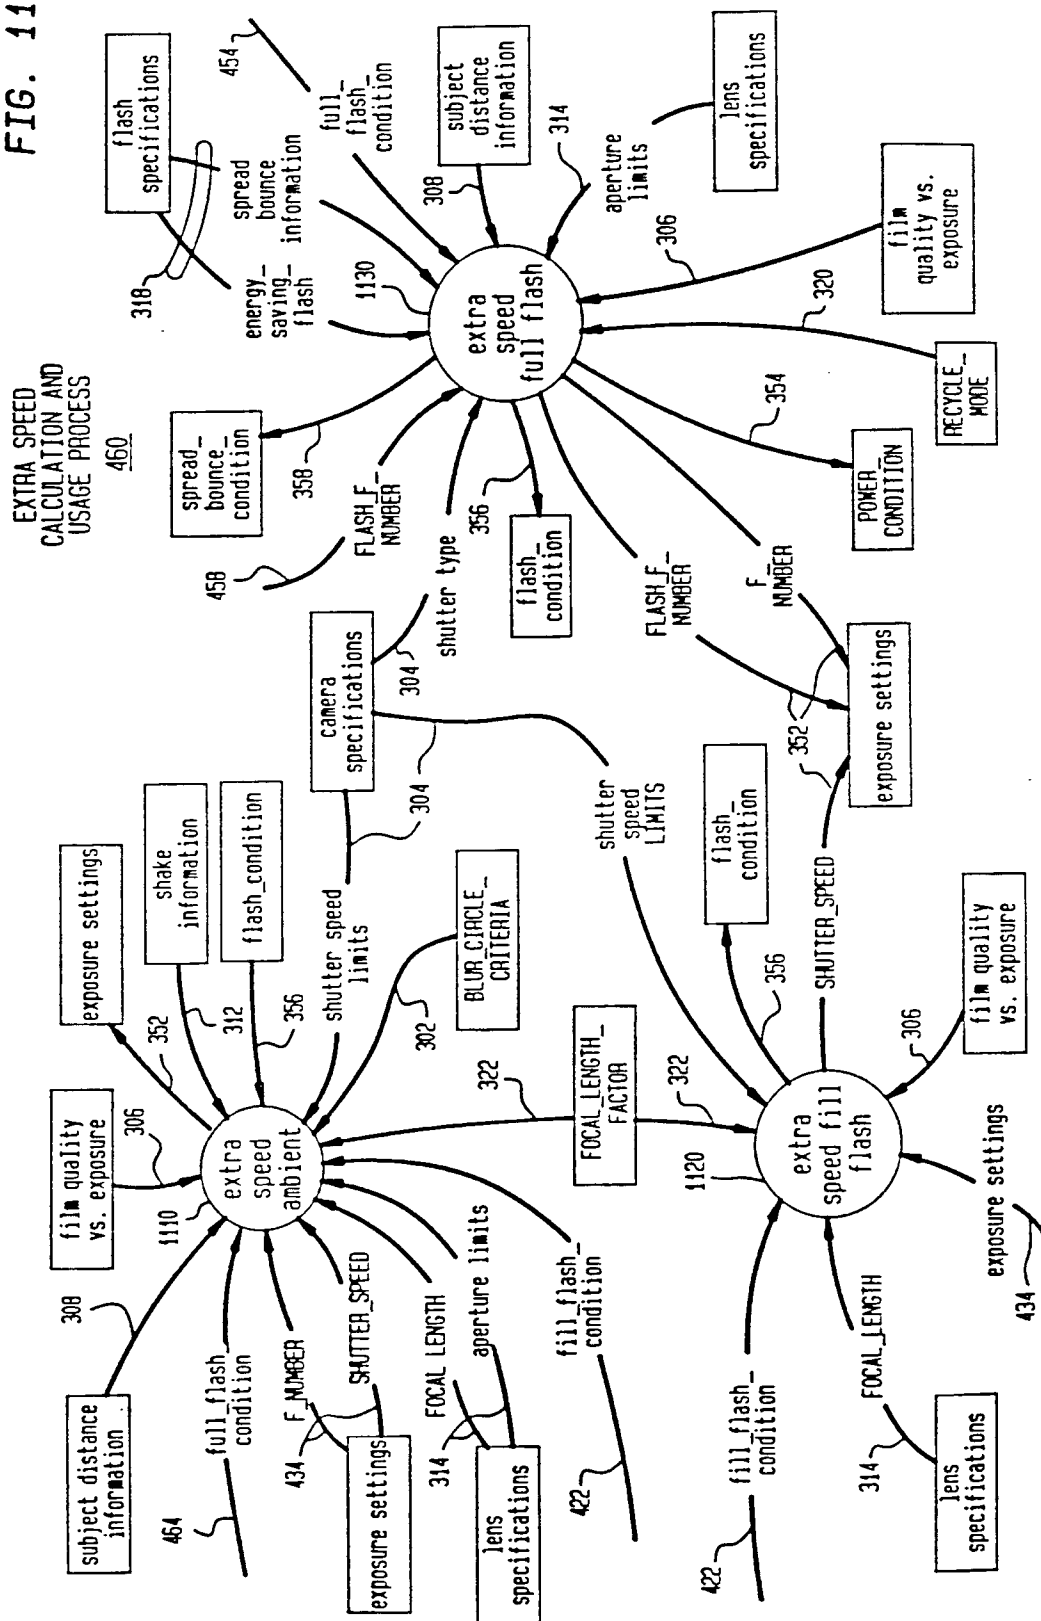 FIG. 11
EXTRA SPEED
CALCULATION AND
USAGE PROCESS
460
subject distance
information
308
film quality
vs. exposure
306
exposure settings
352
shake
information
312
flash_condition
356
1110
extra
speed
ambient
464
full_flash_
condition
434
F_NUMBER
SHUTTER_SPEED
exposure settings
314
FOCAL LENGTH
aperture limits
lens
specifications
422
fill_flash_
condition
shutter speed
limits
304
302
BLUR_CIRCLE_
CRITERIA
322
FOCAL_LENGTH_
FACTOR
322
camera
specifications
304
304
shutter type
shutter
speed
LIMITS
spread_
bounce_
condition
358
318
flash
specifications
energy_
saving_
flash
spread
bounce
information
454
full_
flash_
condition
1130
extra
speed
full flash
458
FLASH_F_
NUMBER
356
flash_
condition
308
subject
distance
information
314
aperture
limits
lens
specifications
306
film
quality vs.
exposure
320
RECYCLE_
MODE
354
POWER_
CONDITION
FLASH_F_
NUMBER
F_
NUMBER
352
exposure settings
SHUTTER_SPEED
flash_
condition
356
1120
extra
speed fill
flash
422
fill_flash_
condition
314
FOCAL_LENGTH
lens
specifications
434
exposure settings
306
film quality
vs. exposure